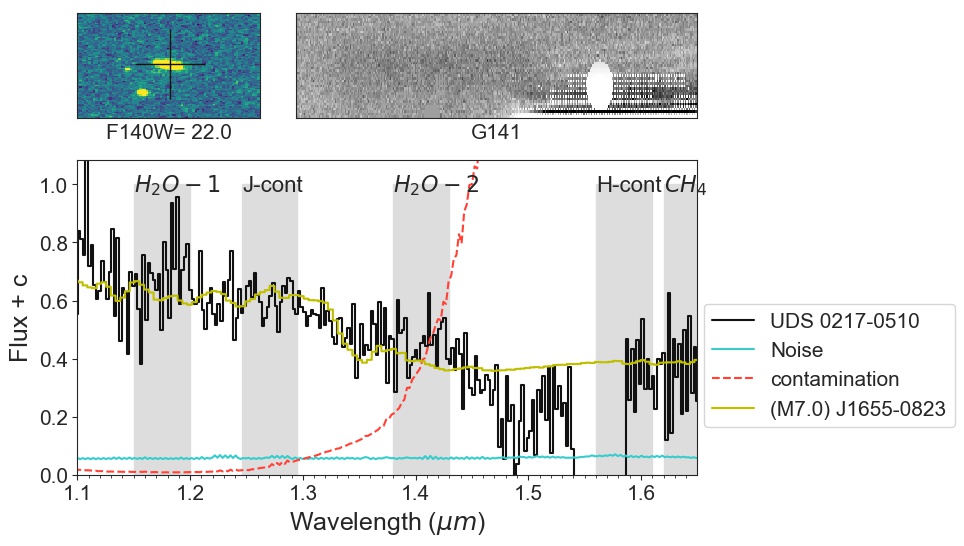 F140W= 22.0
G141
H₂O − 1 J-cont H₂O − 2 H-cont CH₄
1.0
0.8
0.6
0.4
0.2
0.0
Flux + c
1.1 1.2 1.3 1.4 1.5 1.6
Wavelength (μm)
UDS 0217-0510
Noise
contamination
(M7.0) J1655-0823